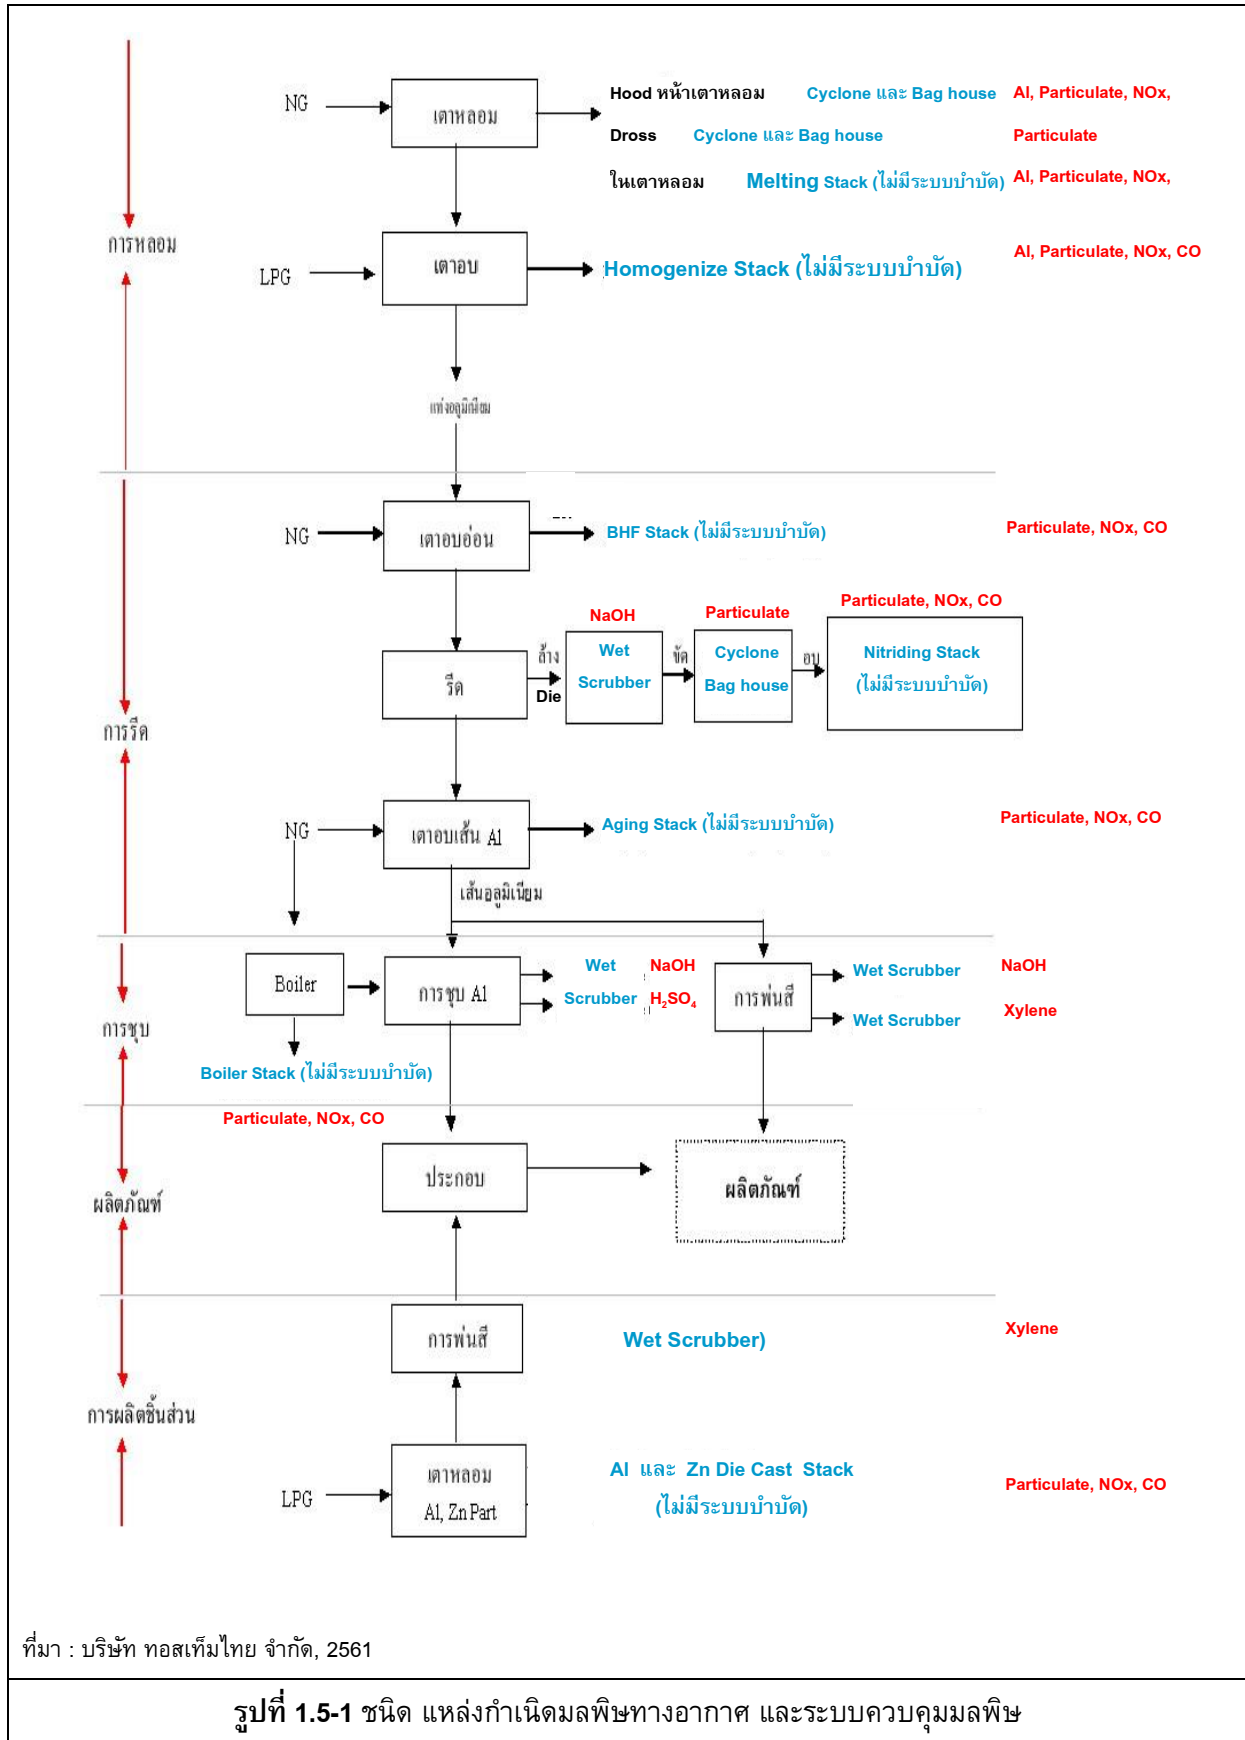 NG
เตาหลอม
Hood หน้าเตาหลอม Cyclone และ Bag house Al, Particulate, NOx,
Dross Cyclone และ Bag house Particulate
ในเตาหลอม Melting Stack (ไม่มีระบบบำบัด) Al, Particulate, NOx,
การหลอม
LPG
เตาอบ
Homogenize Stack (ไม่มีระบบบำบัด) Al, Particulate, NOx, CO
แท่งอลูมิเนียม
NG
เตาอบอ่อน
BHF Stack (ไม่มีระบบบำบัด) Particulate, NOx, CO
NaOH Particulate Particulate, NOx, CO
รีด
ล้าง
Die
Wet
Scrubber
ขัด
Cyclone
Bag house
อบ
Nitriding Stack
(ไม่มีระบบบำบัด)
การรีด
NG
เตาอบเส้น Al
Aging Stack (ไม่มีระบบบำบัด) Particulate, NOx, CO
เส้นอลูมิเนียม
Boiler
การชุบ Al
Wet NaOH
Scrubber H₂SO₄
การพ่นสี
Wet Scrubber NaOH
Wet Scrubber Xylene
การชุบ
Boiler Stack (ไม่มีระบบบำบัด)
Particulate, NOx, CO
ประกอบ
ผลิตภัณฑ์
ผลิตภัณฑ์
การพ่นสี
Wet Scrubber) Xylene
การผลิตชิ้นส่วน
LPG
เตาหลอม
Al, Zn Part
Al และ Zn Die Cast Stack
(ไม่มีระบบบำบัด)
Particulate, NOx, CO
ที่มา : บริษัท ทอสเท็มไทย จำกัด, 2561
รูปที่ 1.5-1 ชนิด แหล่งกำเนิดมลพิษทางอากาศ และระบบควบคุมมลพิษ